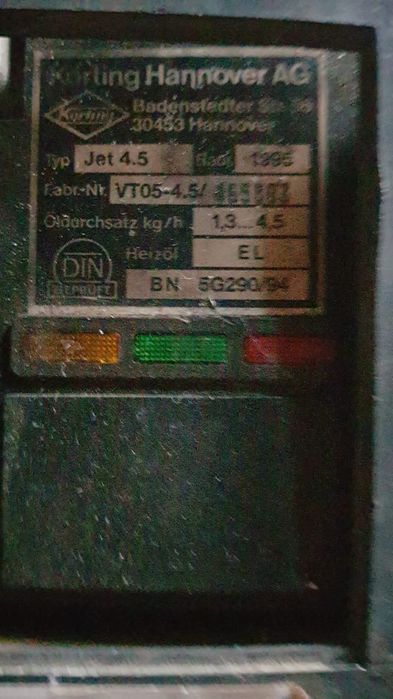 Körting Hannover AG
Körting
Badenstedter Str. 56
30453 Hannover
Typ Jet 4.5 Bauj. 1995
Fabr.-Nr. VT05-4.5/
Öldurchsatz kg/h 1,3...4,5
Heizöl EL
DIN
GEPRÜFT
BN 5G290/94